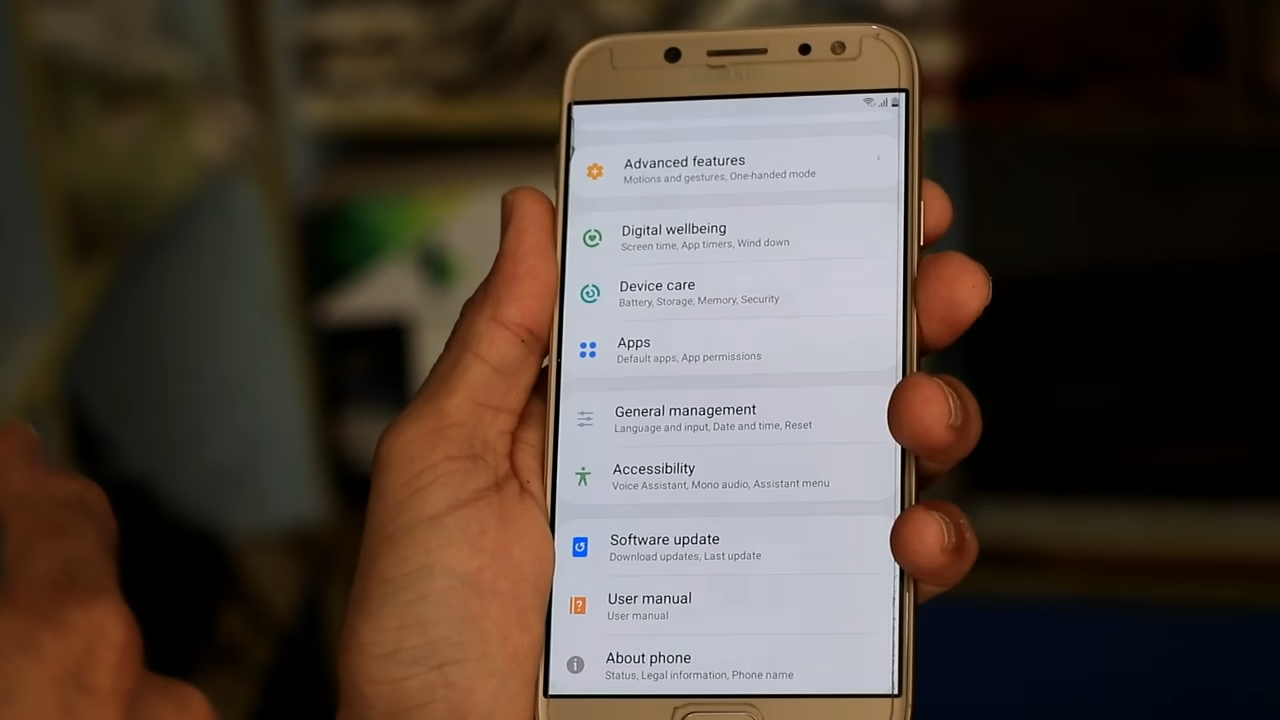 SAMSUNG
Advanced features
Motions and gestures, One-handed mode
Digital wellbeing
Screen time, App timers, Wind down
Device care
Battery, Storage, Memory, Security
Apps
Default apps, App permissions
General management
Language and input, Date and time, Reset
Accessibility
Voice Assistant, Mono audio, Assistant menu
Software update
Download updates, Last update
User manual
User manual
About phone
Status, Legal information, Phone name